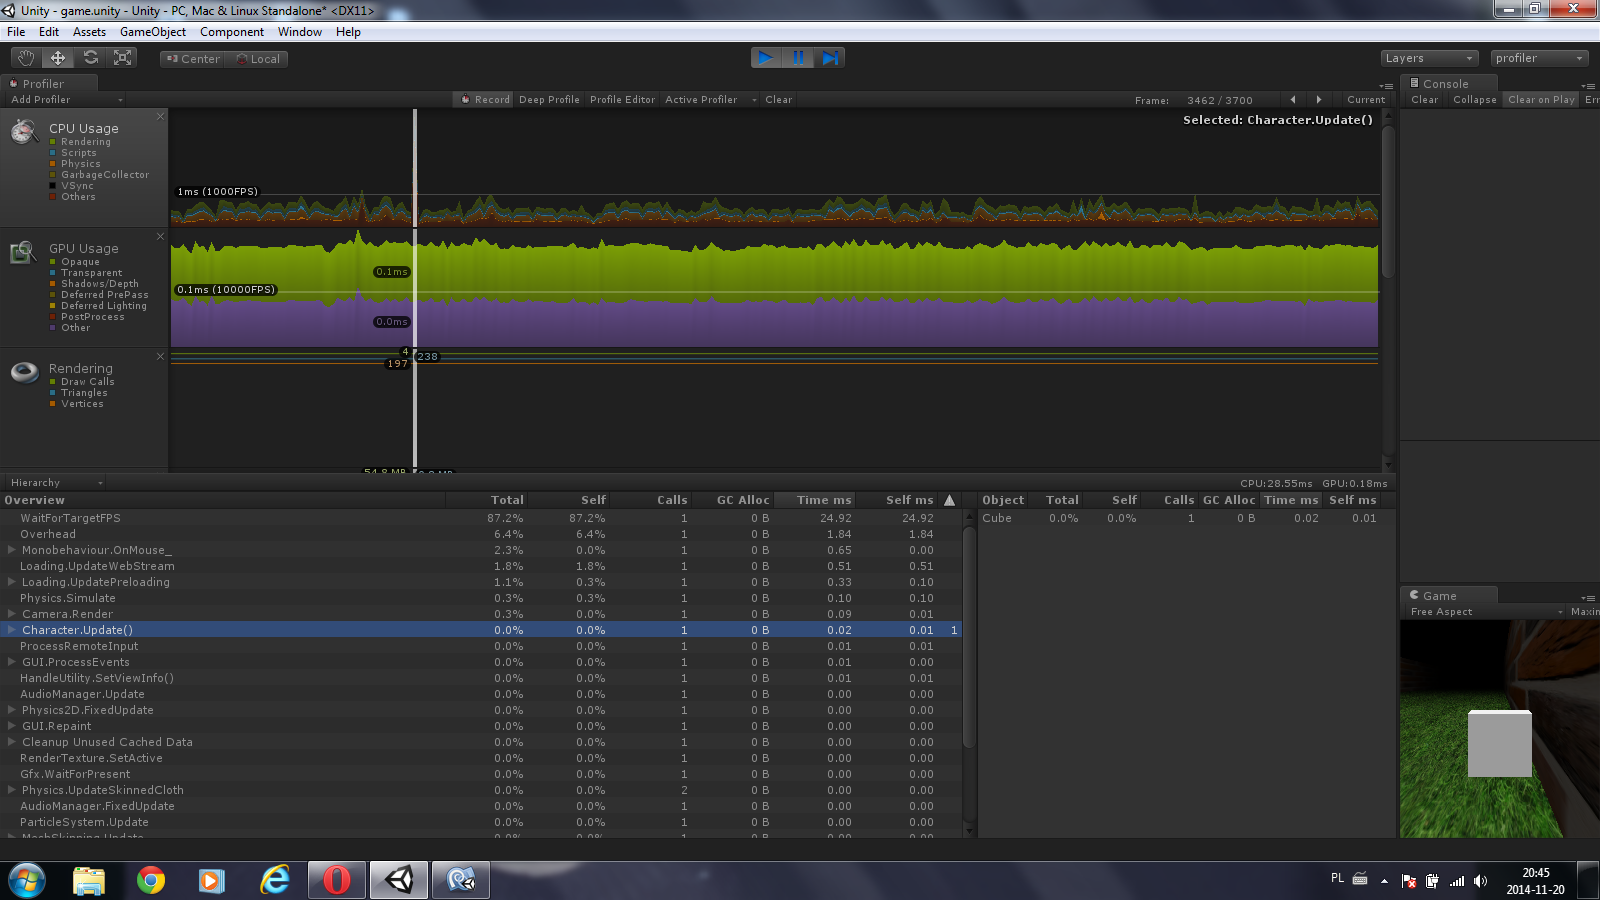 Unity - game.unity - Unity - PC, Mac & Linux Standalone* <DX11>
File Edit Assets GameObject Component Window Help
Center Local Layers profiler
Profiler Console
Add Profiler Record Deep Profile Profile Editor Active Profiler Clear Frame: 3462 / 3700 Current Clear Collapse Clear on Play Err
Selected: Character.Update()
CPU Usage
Rendering
Scripts
Physics
GarbageCollector
VSync
Others
1ms (1000FPS)
GPU Usage
Opaque
Transparent
Shadows/Depth
Deferred PrePass
Deferred Lighting
PostProcess
Other
0.1ms
0.1ms (10000FPS)
0.0ms
Rendering
Draw Calls
Triangles
Vertices
4
238
197
54.8 MB
Hierarchy CPU:28.55ms GPU:0.18ms
Overview Total Self Calls GC Alloc Time ms Self ms Object Total Self Calls GC Alloc Time ms Self ms
WaitForTargetFPS 87.2% 87.2% 1 0 B 24.92 24.92 Cube 0.0% 0.0% 1 0 B 0.02 0.01
Overhead 6.4% 6.4% 1 0 B 1.84 1.84
Monobehaviour.OnMouse_ 2.3% 0.0% 1 0 B 0.65 0.00
Loading.UpdateWebStream 1.8% 1.8% 1 0 B 0.51 0.51
Loading.UpdatePreloading 1.1% 0.3% 1 0 B 0.33 0.10
Physics.Simulate 0.3% 0.3% 1 0 B 0.10 0.10
Camera.Render 0.3% 0.0% 1 0 B 0.09 0.01
Character.Update() 0.0% 0.0% 1 0 B 0.02 0.01 1
ProcessRemoteInput 0.0% 0.0% 1 0 B 0.01 0.01
GUI.ProcessEvents 0.0% 0.0% 1 0 B 0.01 0.00
HandleUtility.SetViewInfo() 0.0% 0.0% 1 0 B 0.01 0.01
AudioManager.Update 0.0% 0.0% 1 0 B 0.00 0.00
Physics2D.FixedUpdate 0.0% 0.0% 1 0 B 0.00 0.00
GUI.Repaint 0.0% 0.0% 1 0 B 0.00 0.00
Cleanup Unused Cached Data 0.0% 0.0% 1 0 B 0.00 0.00
RenderTexture.SetActive 0.0% 0.0% 1 0 B 0.00 0.00
Gfx.WaitForPresent 0.0% 0.0% 1 0 B 0.00 0.00
Physics.UpdateSkinnedCloth 0.0% 0.0% 2 0 B 0.00 0.00
AudioManager.FixedUpdate 0.0% 0.0% 1 0 B 0.00 0.00
ParticleSystem.Update 0.0% 0.0% 1 0 B 0.00 0.00
MeshSkinning.Update 0.0% 0.0% 1 0 B 0.00 0.00
Game
Free Aspect Maxin
PL 20:45
2014-11-20